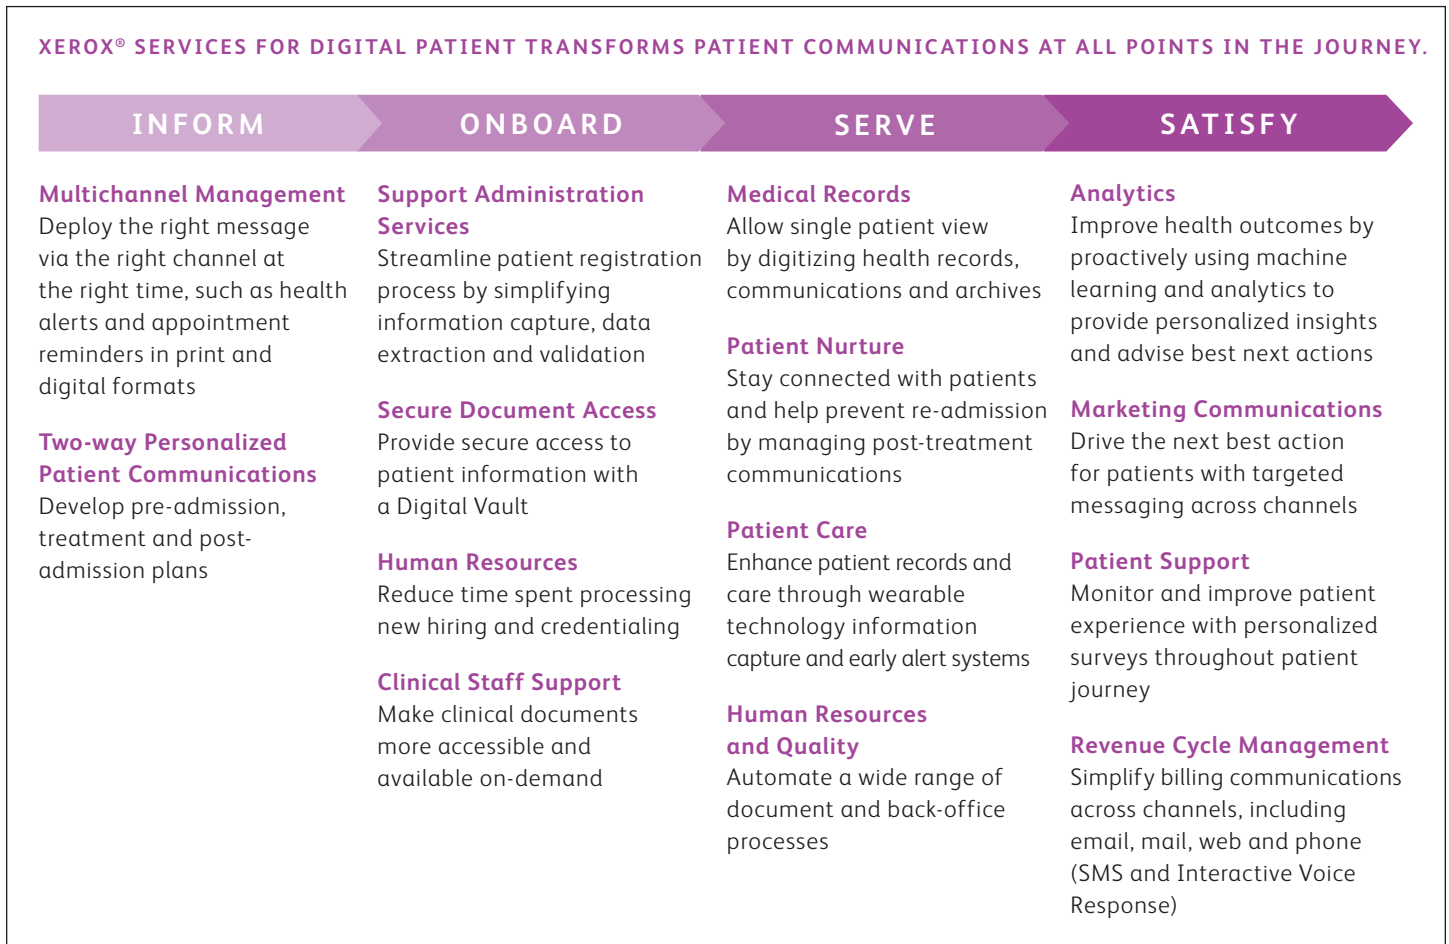 XEROX® SERVICES FOR DIGITAL PATIENT TRANSFORMS PATIENT COMMUNICATIONS AT ALL POINTS IN THE JOURNEY.
INFORM
Multichannel Management
Deploy the right message
via the right channel at
the right time, such as health
alerts and appointment
reminders in print and
digital formats
Two-way Personalized
Patient Communications
Develop pre-admission,
treatment and post-
admission plans
ONBOARD
Support Administration
Services
Streamline patient registration
process by simplifying
information capture, data
extraction and validation
Secure Document Access
Provide secure access to
patient information with
a Digital Vault
Human Resources
Reduce time spent processing
new hiring and credentialing
Clinical Staff Support
Make clinical documents
more accessible and
available on-demand
SERVE
Medical Records
Allow single patient view
by digitizing health records,
communications and archives
Patient Nurture
Stay connected with patients
and help prevent re-admission
by managing post-treatment
communications
Patient Care
Enhance patient records and
care through wearable
technology information
capture and early alert systems
Human Resources
and Quality
Automate a wide range of
document and back-office
processes
SATISFY
Analytics
Improve health outcomes by
proactively using machine
learning and analytics to
provide personalized insights
and advise best next actions
Marketing Communications
Drive the next best action
for patients with targeted
messaging across channels
Patient Support
Monitor and improve patient
experience with personalized
surveys throughout patient
journey
Revenue Cycle Management
Simplify billing communications
across channels, including
email, mail, web and phone
(SMS and Interactive Voice
Response)